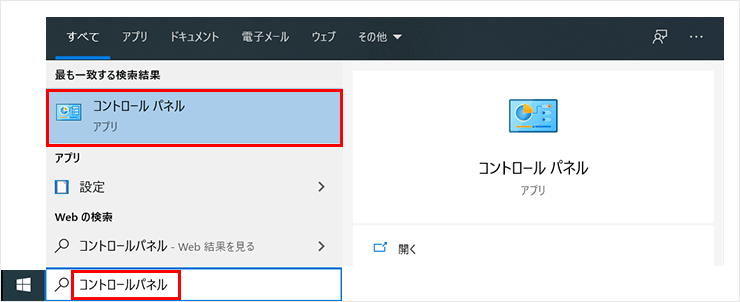 すべて アプリ ドキュメント 電子メール ウェブ その他
最も一致する検索結果
コントロール パネル
アプリ
アプリ
設定
Web の検索
コントロールパネル - Web 結果を見る
コントロールパネル
コントロール パネル
アプリ
開く